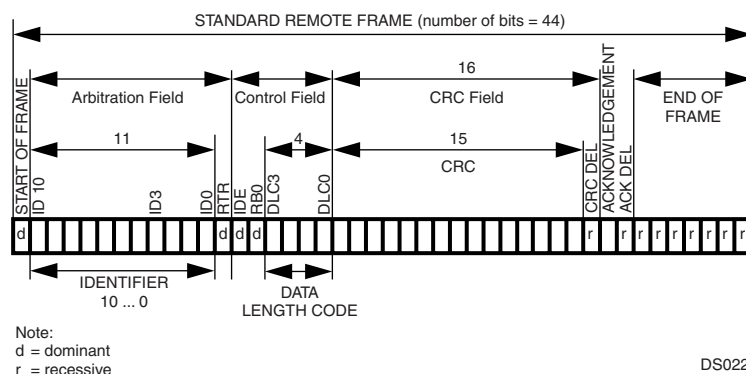 STANDARD REMOTE FRAME (number of bits = 44)
16
Arbitration Field
Control Field
CRC Field
END OF
FRAME
11
4
15
CRC
START OF FRAME
ID 10
ID3
ID0
RTR
IDE
RB0
DLC3
DLC0
CRC DEL
ACKNOWLEDGEMENT
ACK DEL
d d d d r r r r r r r r r
IDENTIFIER
10 ... 0
DATA
LENGTH CODE
Note:
d = dominant
r = recessive
DS022